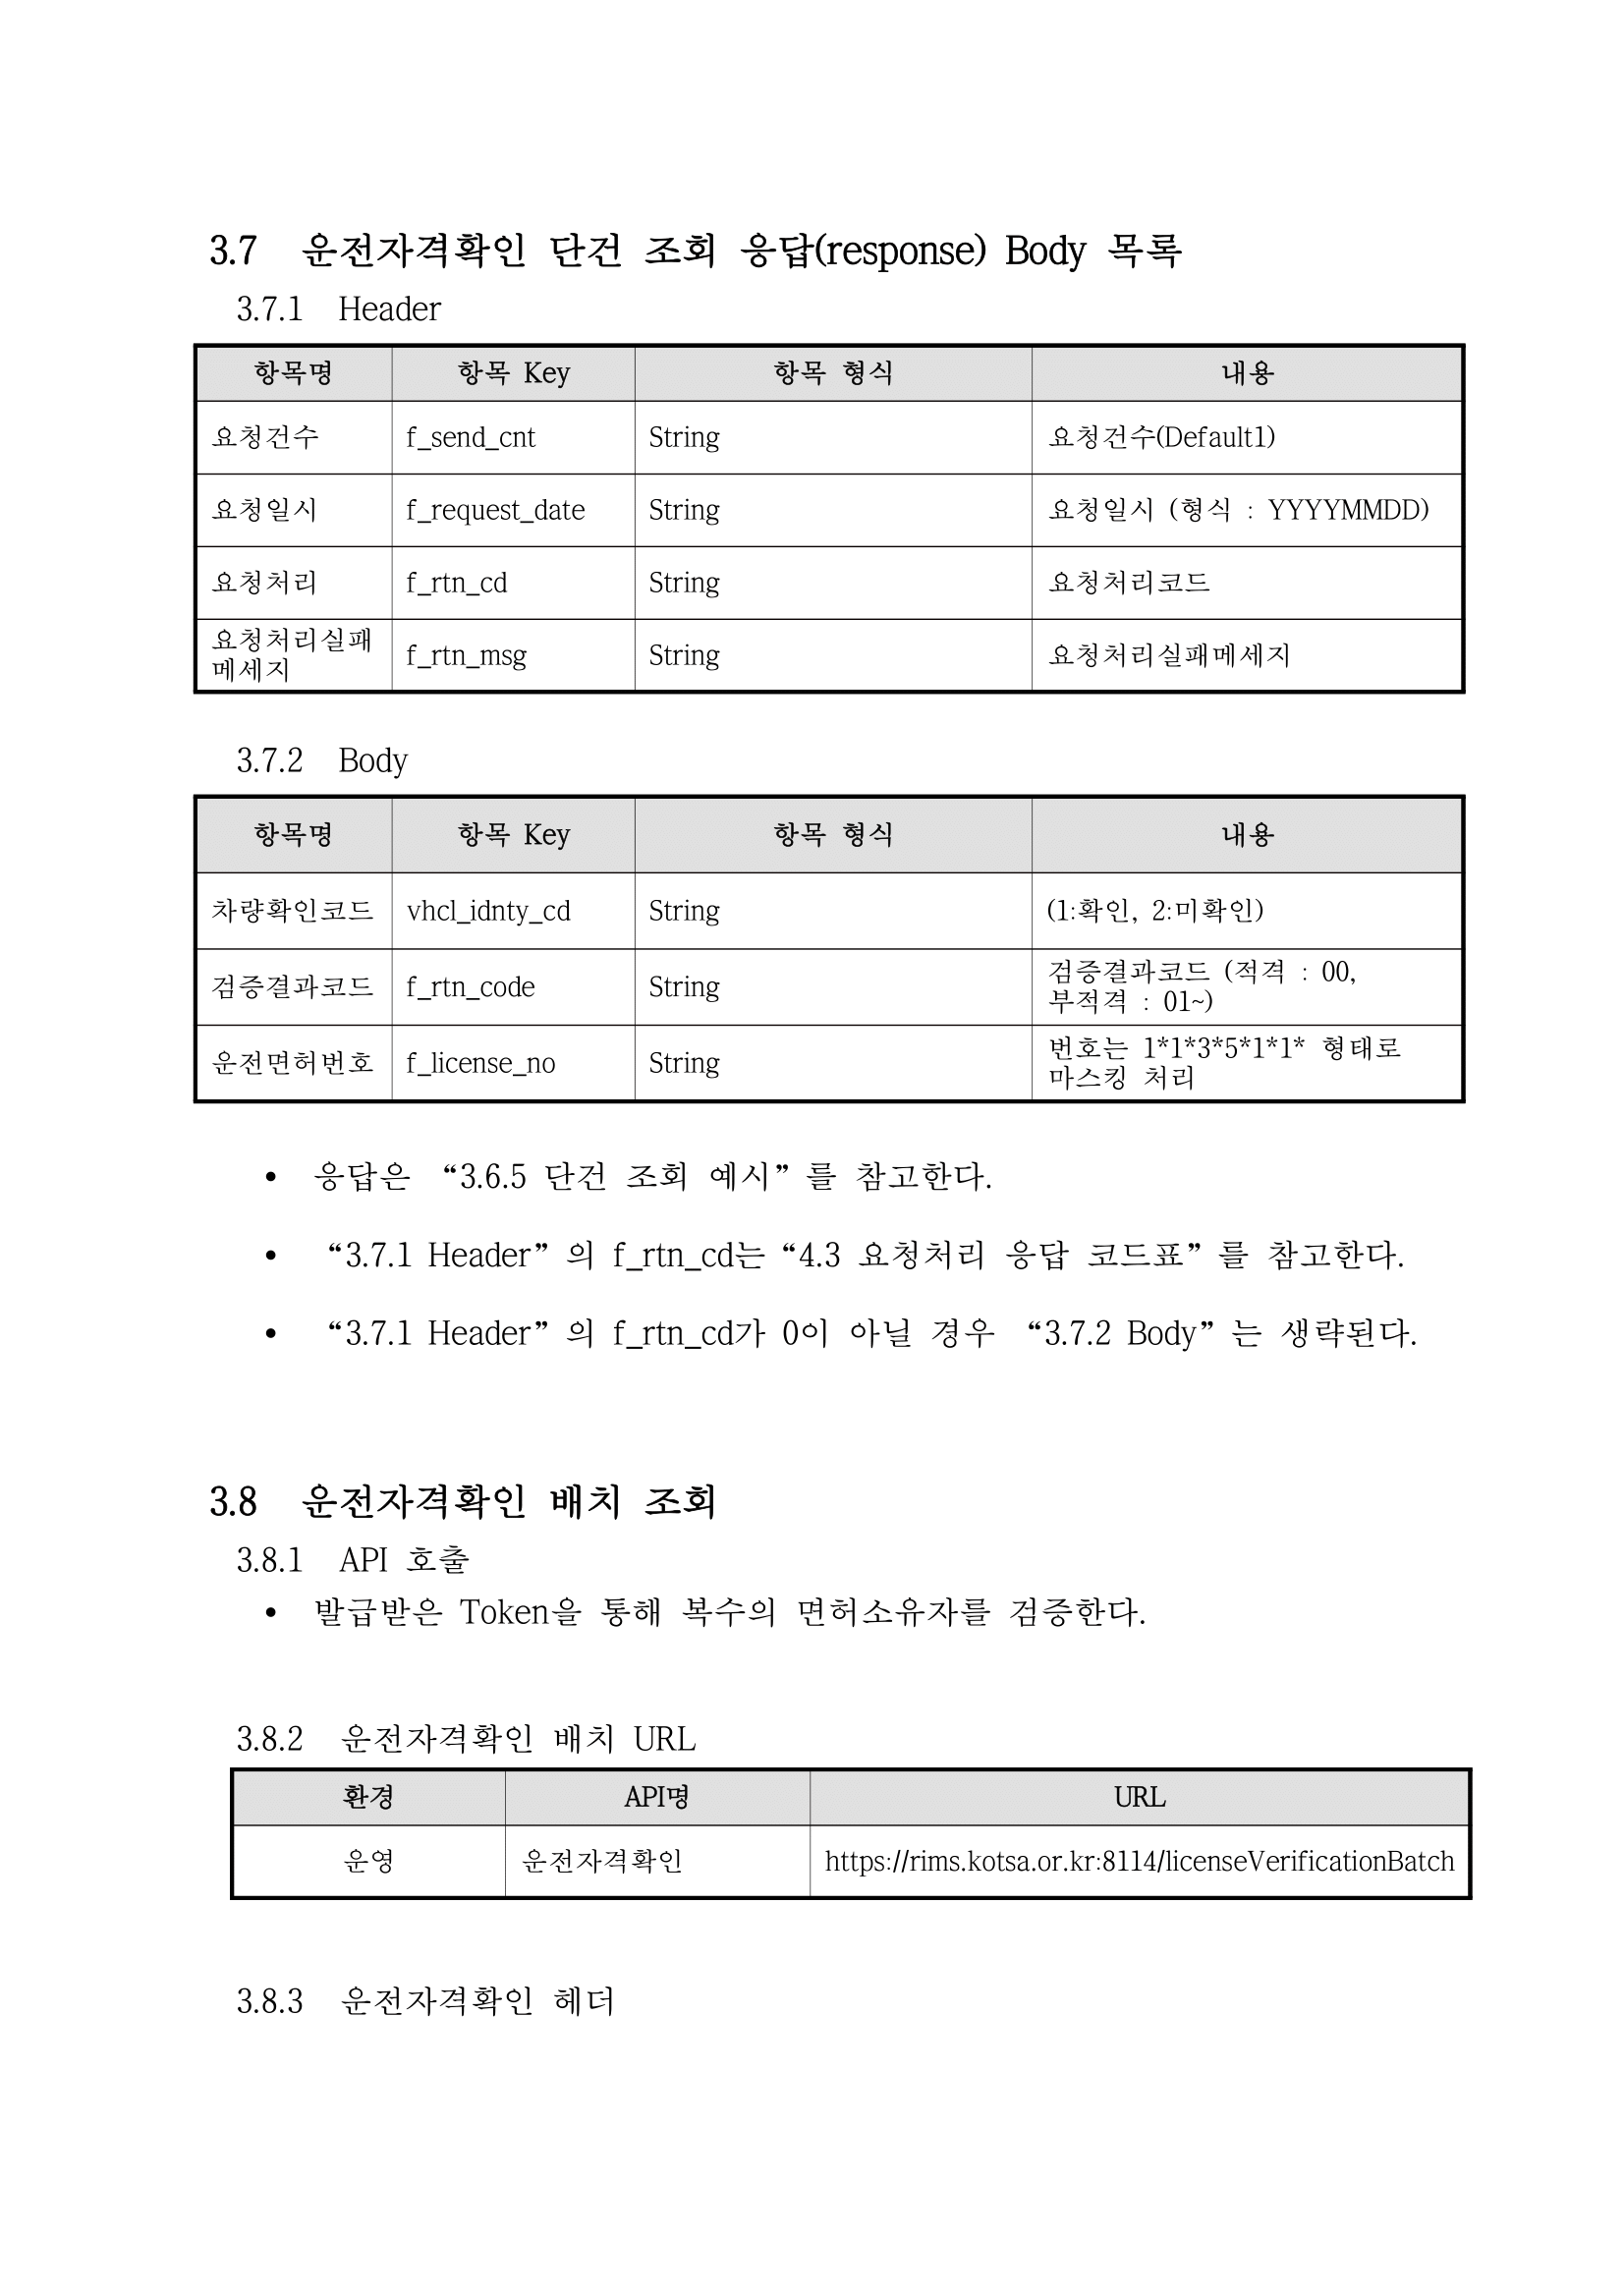 3.7 운전자격확인 단건 조회 응답(response) Body 목록
3.7.1 Header
항목명 항목 Key 항목 형식 내용
요청건수 f_send_cnt String 요청건수(Default1)
요청일시 f_request_date String 요청일시 (형식 : YYYYMMDD)
요청처리 f_rtn_cd String 요청처리코드
요청처리실패
메세지 f_rtn_msg String 요청처리실패메세지
3.7.2 Body
항목명 항목 Key 항목 형식 내용
차량확인코드 vhcl_idnty_cd String (1:확인, 2:미확인)
검증결과코드 f_rtn_code String 검증결과코드 (적격 : 00,
부적격 : 01~)
운전면허번호 f_license_no String 번호는 1*1*3*5*1*1* 형태로
마스킹 처리
• 응답은 “3.6.5 단건 조회 예시”를 참고한다.
• “3.7.1 Header”의 f_rtn_cd는 “4.3 요청처리 응답 코드표”를 참고한다.
• “3.7.1 Header”의 f_rtn_cd가 0이 아닐 경우 “3.7.2 Body”는 생략된다.
3.8 운전자격확인 배치 조회
3.8.1 API 호출
• 발급받은 Token을 통해 복수의 면허소유자를 검증한다.
3.8.2 운전자격확인 배치 URL
환경 API명 URL
운영 운전자격확인 https://rims.kotsa.or.kr:8114/licenseVerificationBatch
3.8.3 운전자격확인 헤더